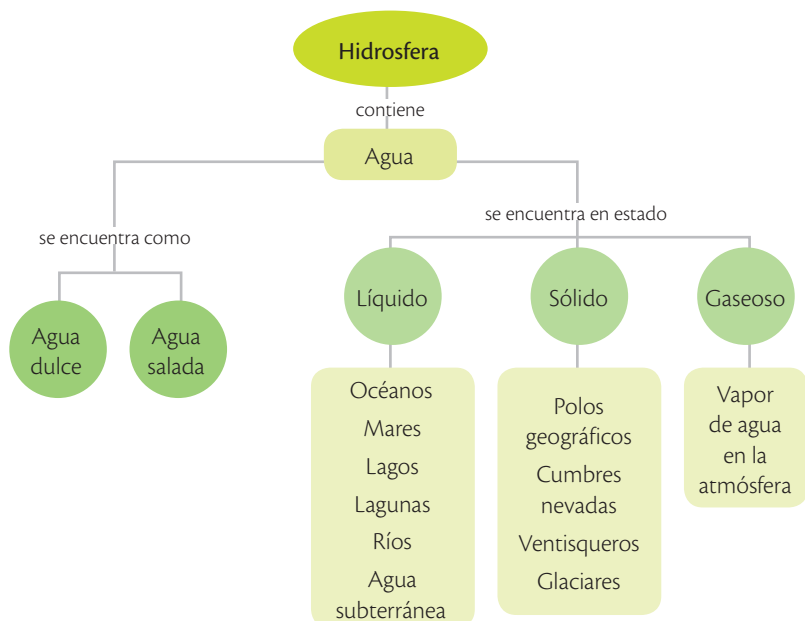 Hidrosfera
contiene
Agua
se encuentra como
se encuentra en estado
Agua
dulce
Agua
salada
Líquido
Sólido
Gaseoso
Océanos
Mares
Lagos
Lagunas
Ríos
Agua
subterránea
Polos
geográficos
Cumbres
nevadas
Ventisqueros
Glaciares
Vapor
de agua
en la
atmósfera